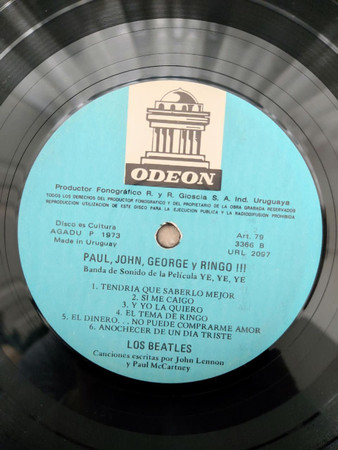 ODEON
Productor Fonográfico R. y R. Gioscia S. A. Ind. Uruguaya
TODOS LOS DERECHOS DEL PRODUCTOR FONOGRAFICO Y DEL PROPIETARIO DE LA OBRA GRABADA RESERVADOS
REPRODUCCION UTILIZACION DE ESTE DISCO PARA LA EJECUCION PUBLICA Y LA RADIODIFUSION PROHIBIDA
Disco es Cultura
AGADU P 1973
Made in Uruguay
Art. 79
3366 B
URL 2097
PAUL, JOHN, GEORGE y RINGO !!!
Banda de Sonido de la Película YE, YE, YE
1. TENDRIA QUE SABERLO MEJOR
2. SÍ ME CAIGO
3. Y YO LA QUIERO
4. EL TEMA DE RINGO
5. EL DINERO... NO PUEDE COMPRARME AMOR
6. ANOCHECER DE UN DIA TRISTE
LOS BEATLES
Canciones escritas por John Lennon
y Paul McCartney